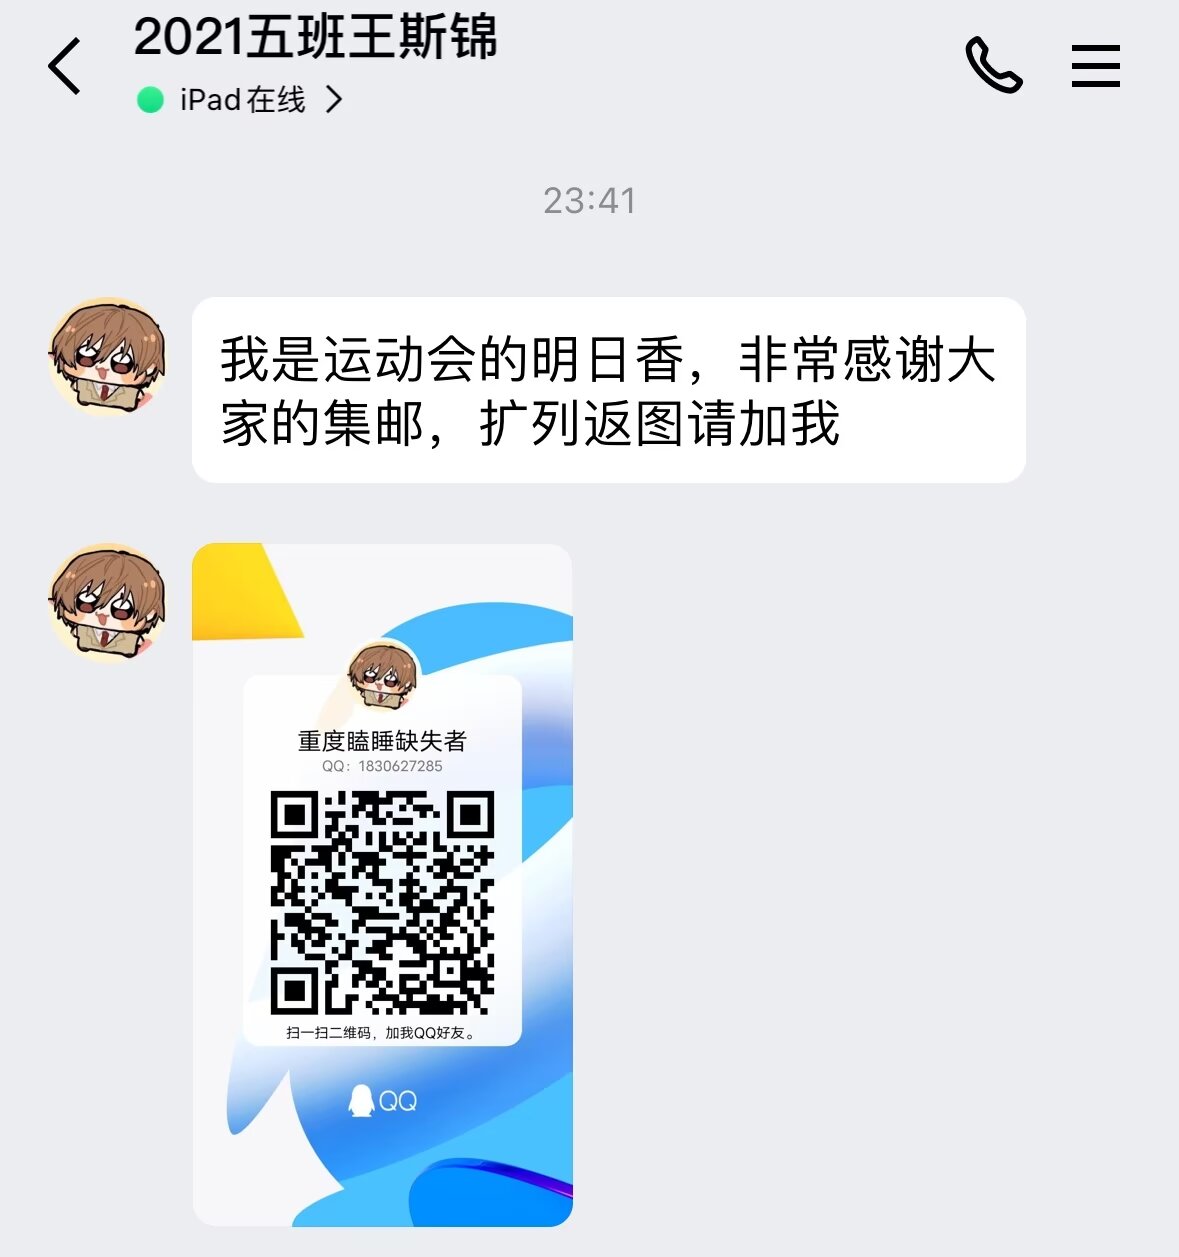 2021五班王斯锦
iPad在线
23:41
我是运动会的明日香，非常感谢大
家的集邮，扩列返图请加我
重度瞌睡缺失者
QQ：1830627285
扫一扫二维码，加我QQ好友。
QQ